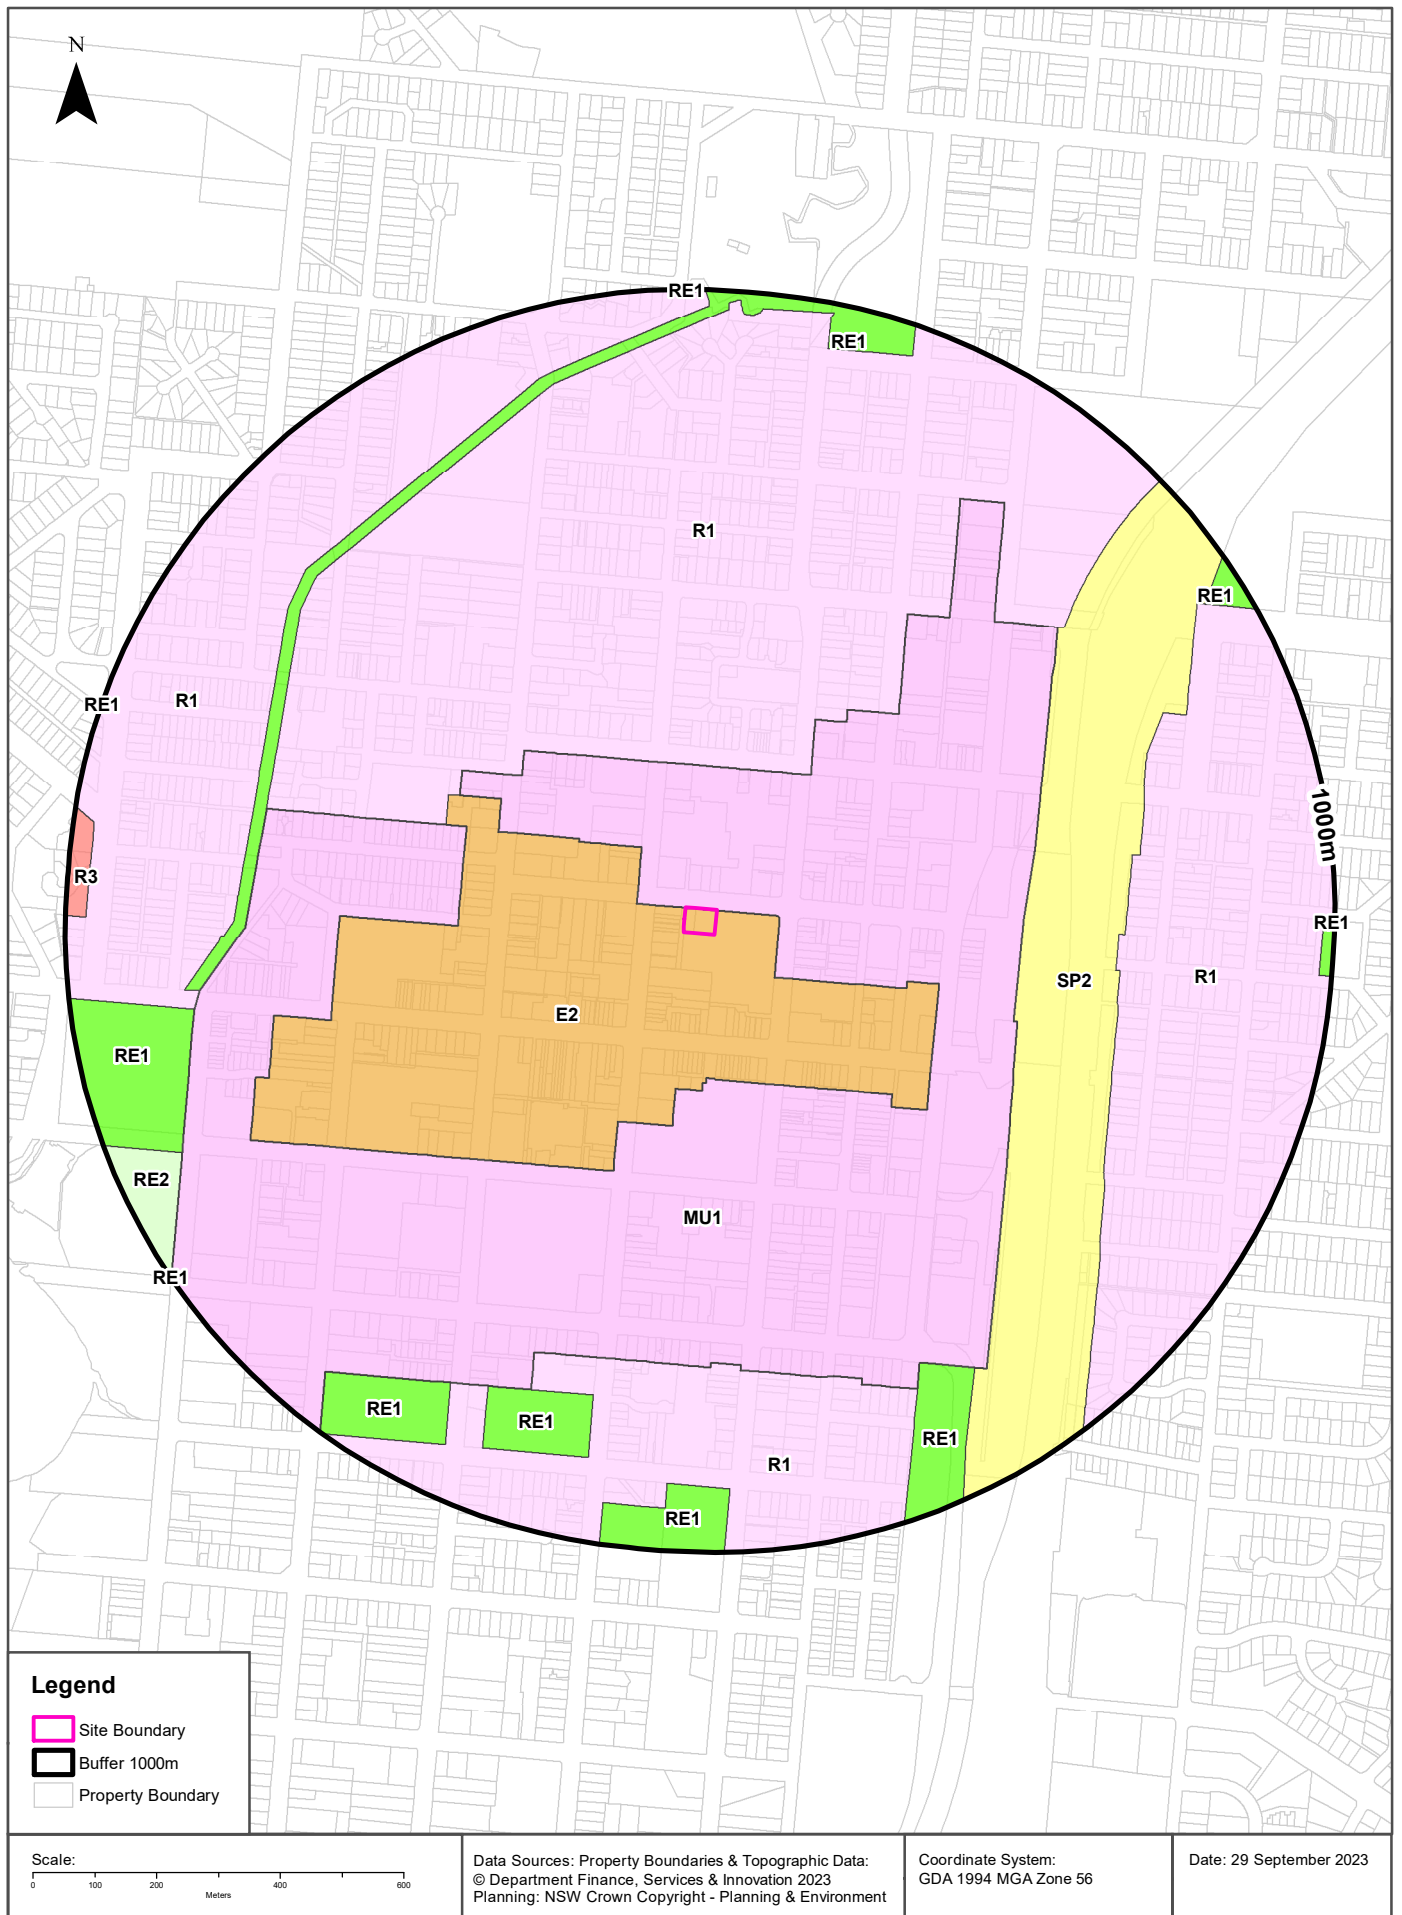 N
RE1
RE1
R1
RE1
RE1
R1
1000m
R3
RE1
SP2
R1
E2
RE1
RE2
MU1
RE1
RE1
RE1
RE1
R1
RE1
Legend
Site Boundary
Buffer 1000m
Property Boundary
Scale:
0 100 200 400 600
Meters
Data Sources: Property Boundaries & Topographic Data:
© Department Finance, Services & Innovation 2023
Planning: NSW Crown Copyright - Planning & Environment
Coordinate System:
GDA 1994 MGA Zone 56
Date: 29 September 2023